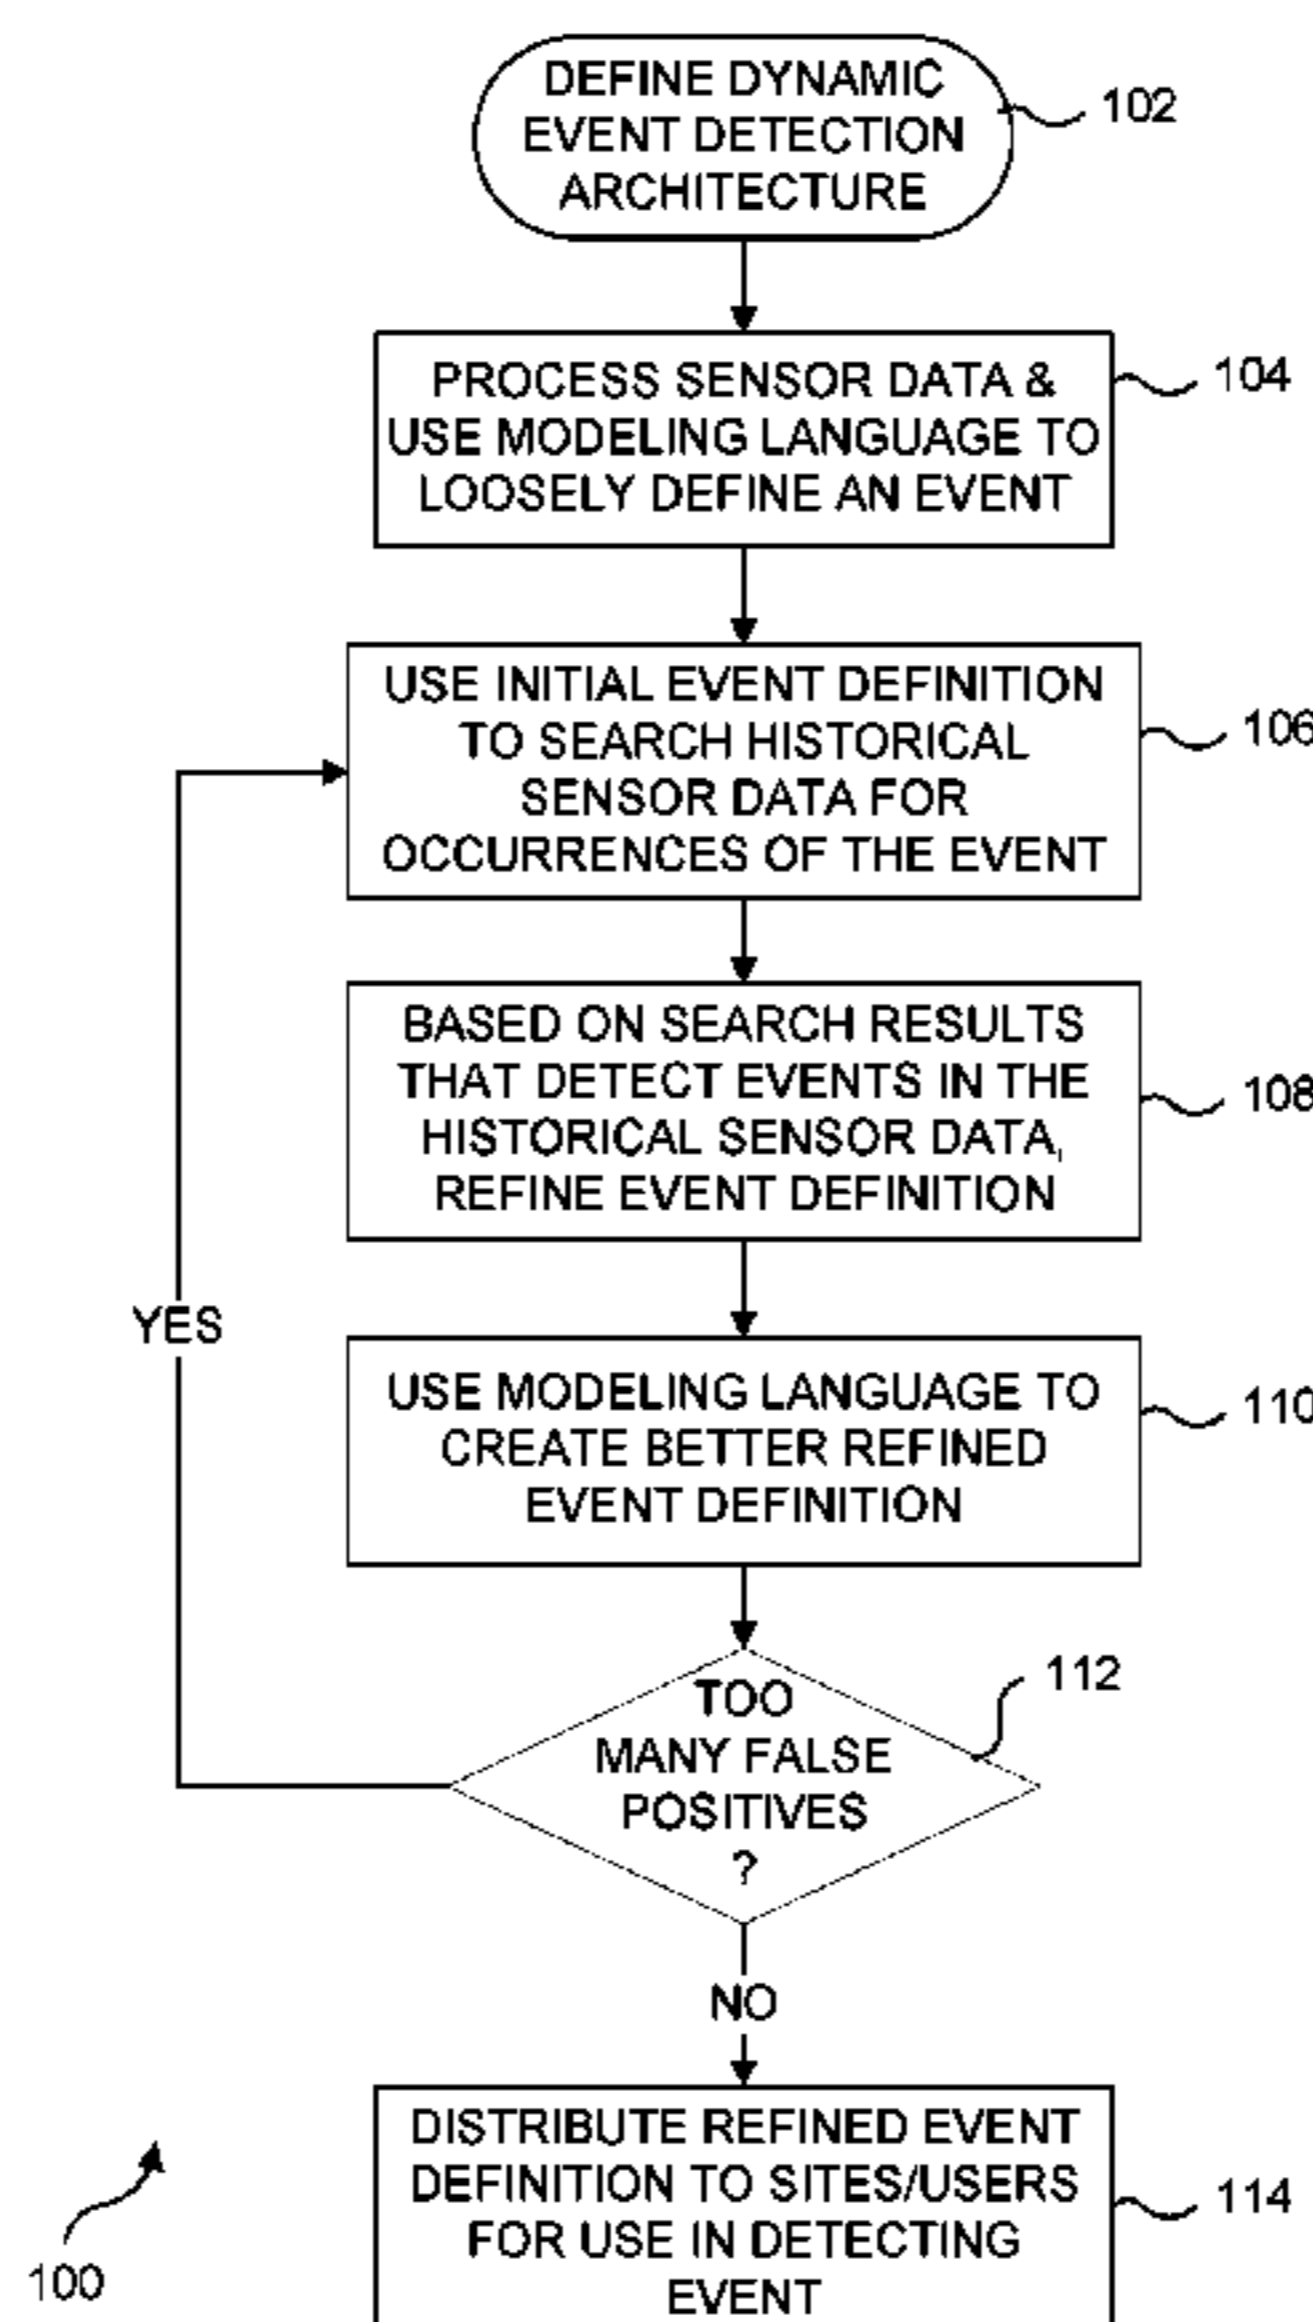 DEFINE DYNAMIC
EVENT DETECTION
ARCHITECTURE
102
PROCESS SENSOR DATA &
USE MODELING LANGUAGE TO
LOOSELY DEFINE AN EVENT
104
USE INITIAL EVENT DEFINITION
TO SEARCH HISTORICAL
SENSOR DATA FOR
OCCURRENCES OF THE EVENT
106
BASED ON SEARCH RESULTS
THAT DETECT EVENTS IN THE
HISTORICAL SENSOR DATA,
REFINE EVENT DEFINITION
108
YES
USE MODELING LANGUAGE TO
CREATE BETTER REFINED
EVENT DEFINITION
110
TOO
MANY FALSE
POSITIVES
?
112
NO
DISTRIBUTE REFINED EVENT
DEFINITION TO SITES/USERS
FOR USE IN DETECTING
EVENT
114
100